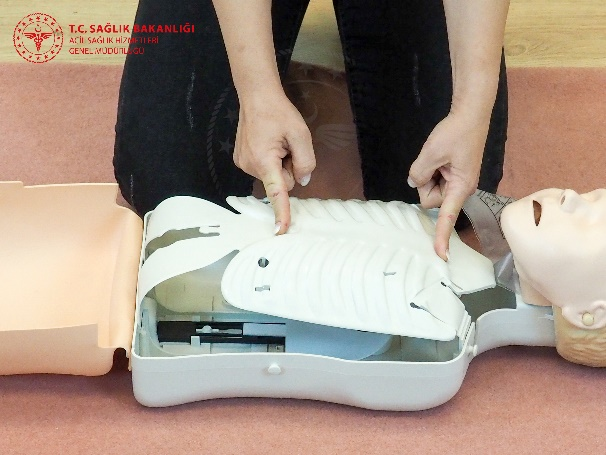 T.C. SAĞLIK BAKANLIĞI
ACİL SAĞLIK HİZMETLERİ
GENEL MÜDÜRLÜĞÜ